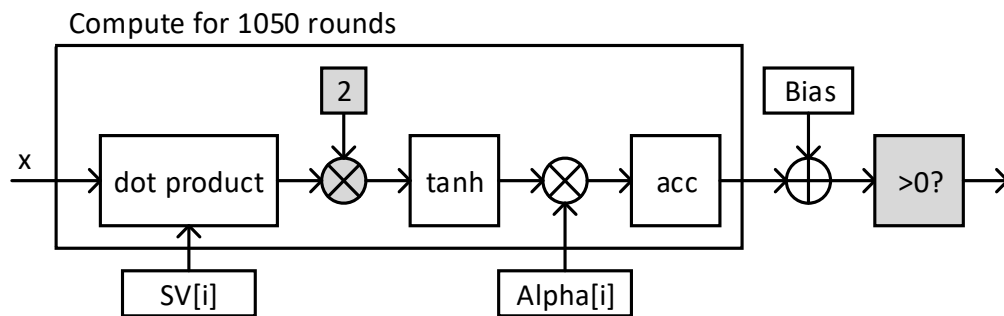 Compute for 1050 rounds
2
Bias
x
dot product
tanh
acc
>0?
SV[i]
Alpha[i]